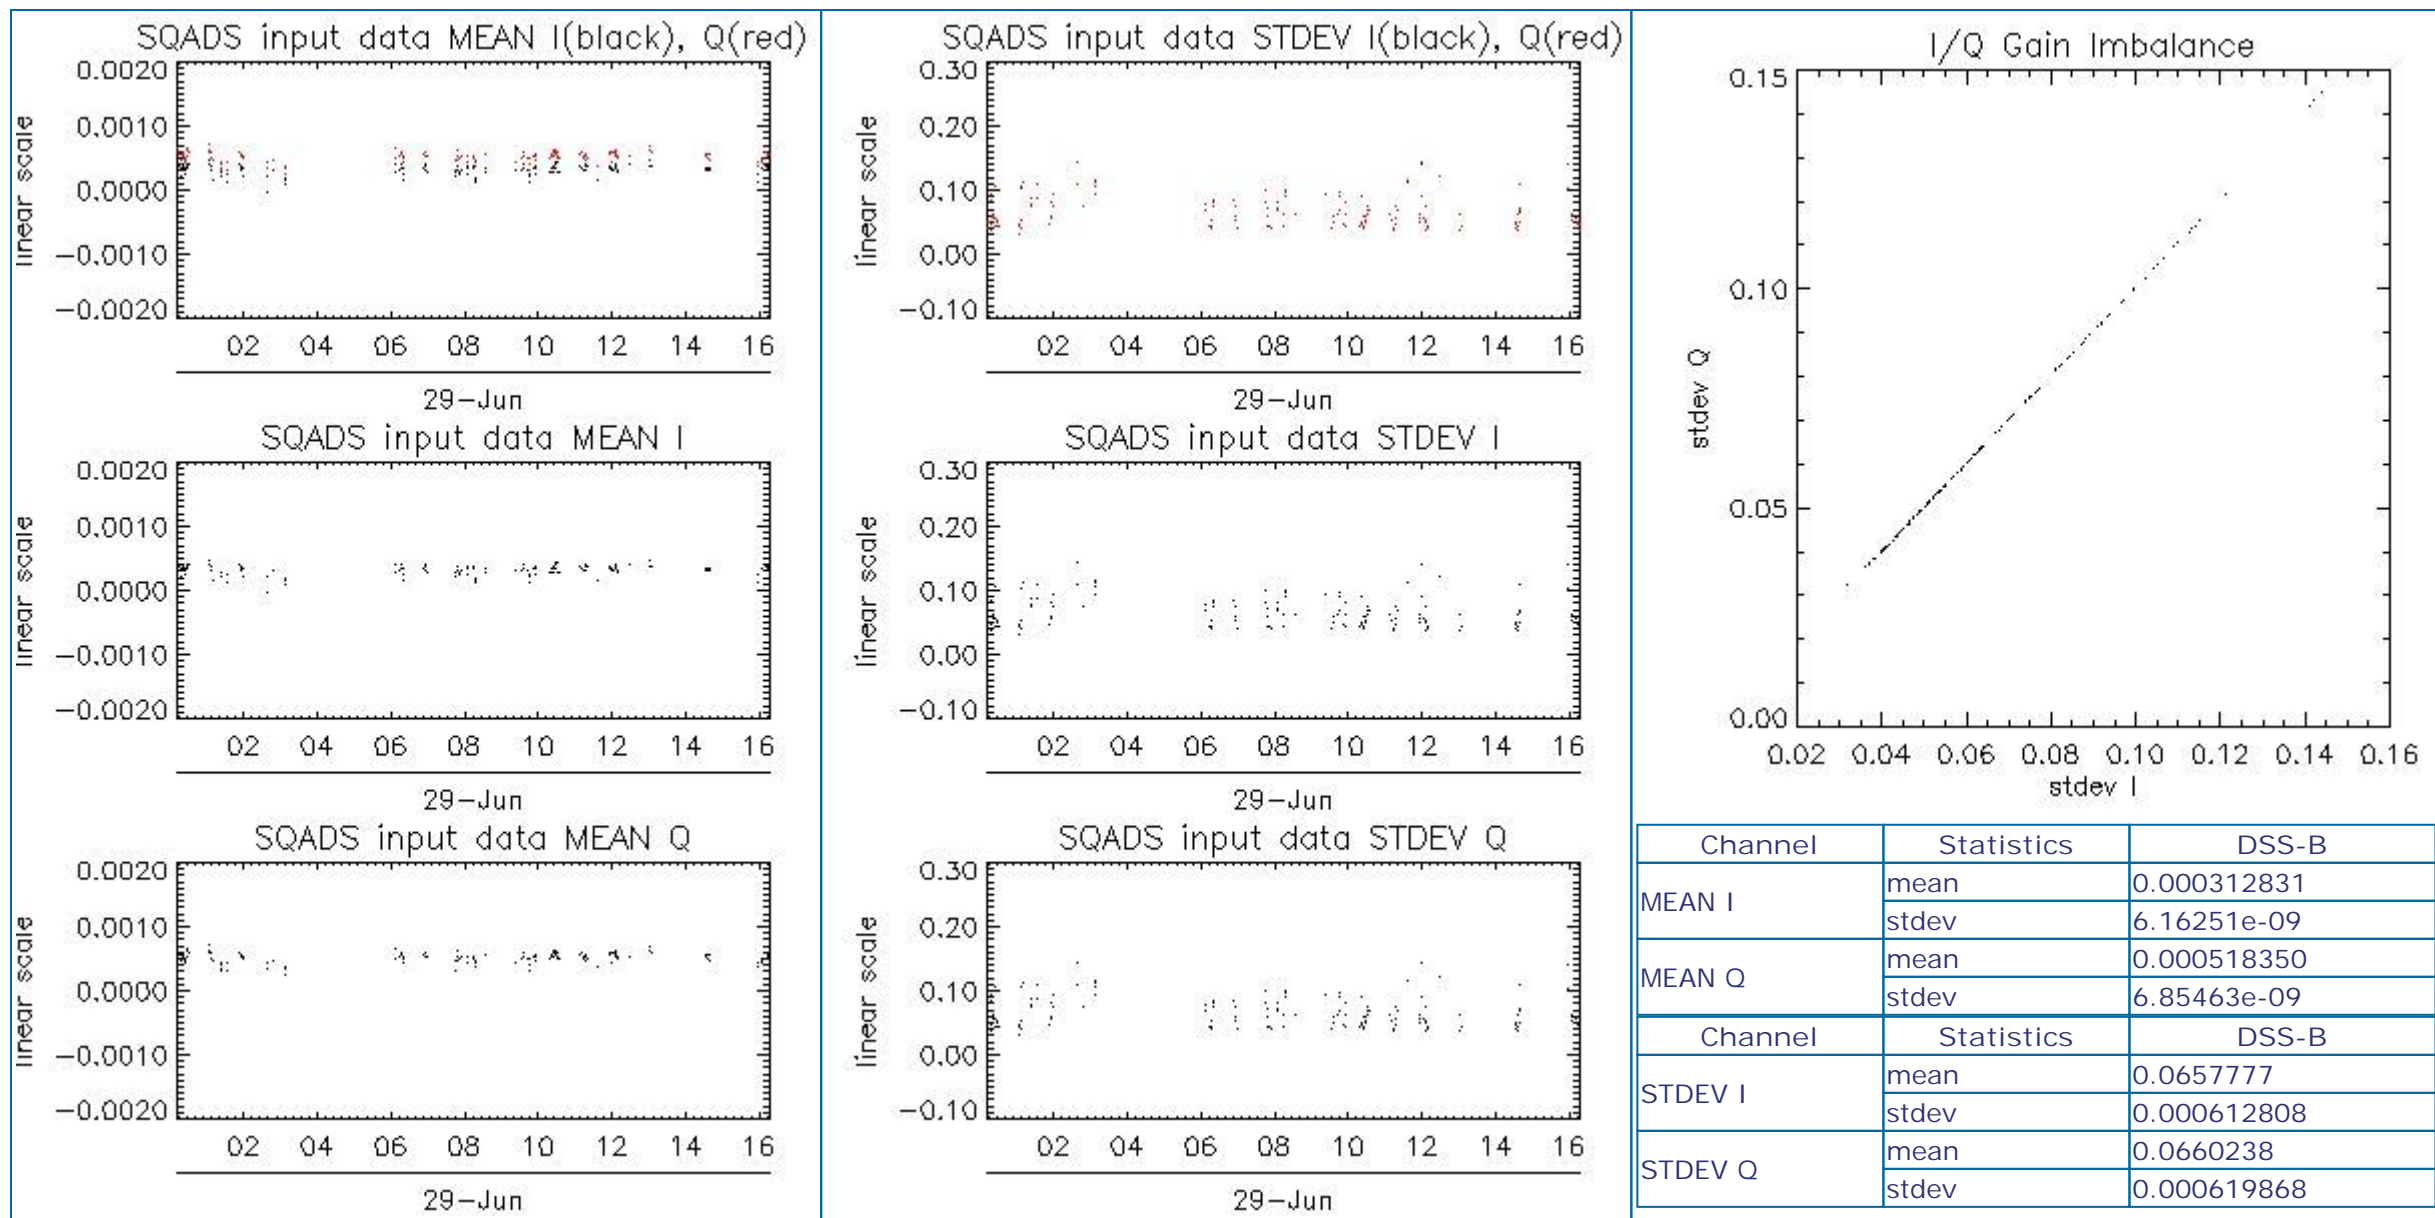 SQADS input data MEAN I(black), Q(red)
linear scale
0.0020
0.0010
0.0000
-0.0010
-0.0020
02 04 06 08 10 12 14 16
29-Jun
SQADS input data MEAN I
linear scale
0.0020
0.0010
0.0000
-0.0010
-0.0020
02 04 06 08 10 12 14 16
29-Jun
SQADS input data MEAN Q
linear scale
0.0020
0.0010
0.0000
-0.0010
-0.0020
02 04 06 08 10 12 14 16
29-Jun
SQADS input data STDEV I(black), Q(red)
linear scale
0.30
0.20
0.10
0.00
-0.10
02 04 06 08 10 12 14 16
29-Jun
SQADS input data STDEV I
linear scale
0.30
0.20
0.10
0.00
-0.10
02 04 06 08 10 12 14 16
29-Jun
SQADS input data STDEV Q
linear scale
0.30
0.20
0.10
0.00
-0.10
02 04 06 08 10 12 14 16
29-Jun
I/Q Gain Imbalance
stdev Q
0.15
0.10
0.05
0.00
0.02 0.04 0.06 0.08 0.10 0.12 0.14 0.16
stdev I
Channel Statistics DSS-B
MEAN I mean 0.000312831
stdev 6.16251e-09
MEAN Q mean 0.000518350
stdev 6.85463e-09
Channel Statistics DSS-B
STDEV I mean 0.0657777
stdev 0.000612808
STDEV Q mean 0.0660238
stdev 0.000619868